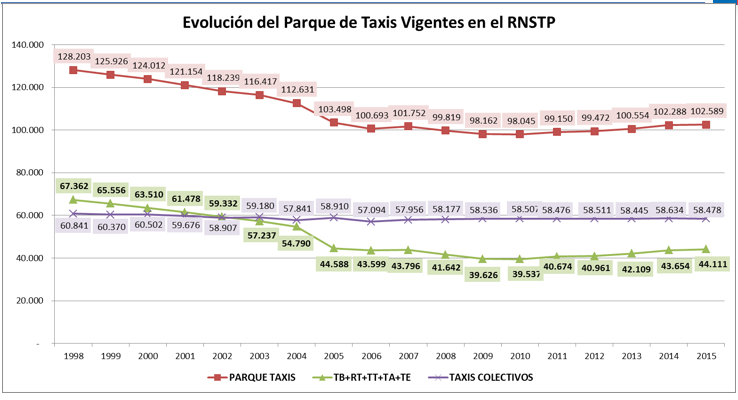 Evolución del Parque de Taxis Vigentes en el RNSTP
140.000
128.203 125.926 124.012 121.154 118.239 116.417 112.631 103.498 100.693 101.752 99.819 98.162 98.045 99.150 99.472 100.554 102.288 102.589
120.000
100.000
80.000
67.362 65.556 63.510 61.478 59.332 59.180 57.841 58.910 57.094 57.956 58.177 58.536 58.507 58.476 58.511 58.445 58.634 58.478
60.000
60.841 60.370 60.502 59.676 58.907 57.237 54.790 44.588 43.599 43.796 41.642 39.626 39.537 40.674 40.961 42.109 43.654 44.111
40.000
20.000
-
1998 1999 2000 2001 2002 2003 2004 2005 2006 2007 2008 2009 2010 2011 2012 2013 2014 2015
PARQUE TAXIS TB+RT+TT+TA+TE TAXIS COLECTIVOS